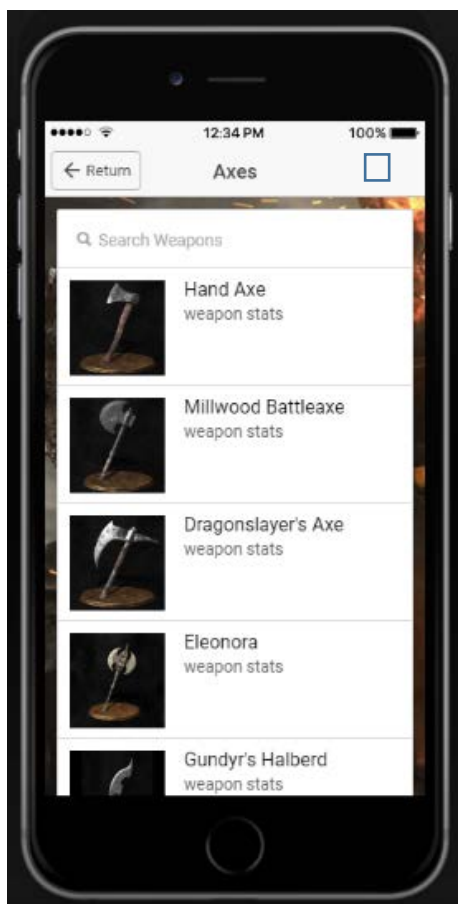 12:34 PM
100%
Return
Axes
Search Weapons
Hand Axe
weapon stats
Millwood Battleaxe
weapon stats
Dragonslayer's Axe
weapon stats
Eleonora
weapon stats
Gundyr's Halberd
weapon stats